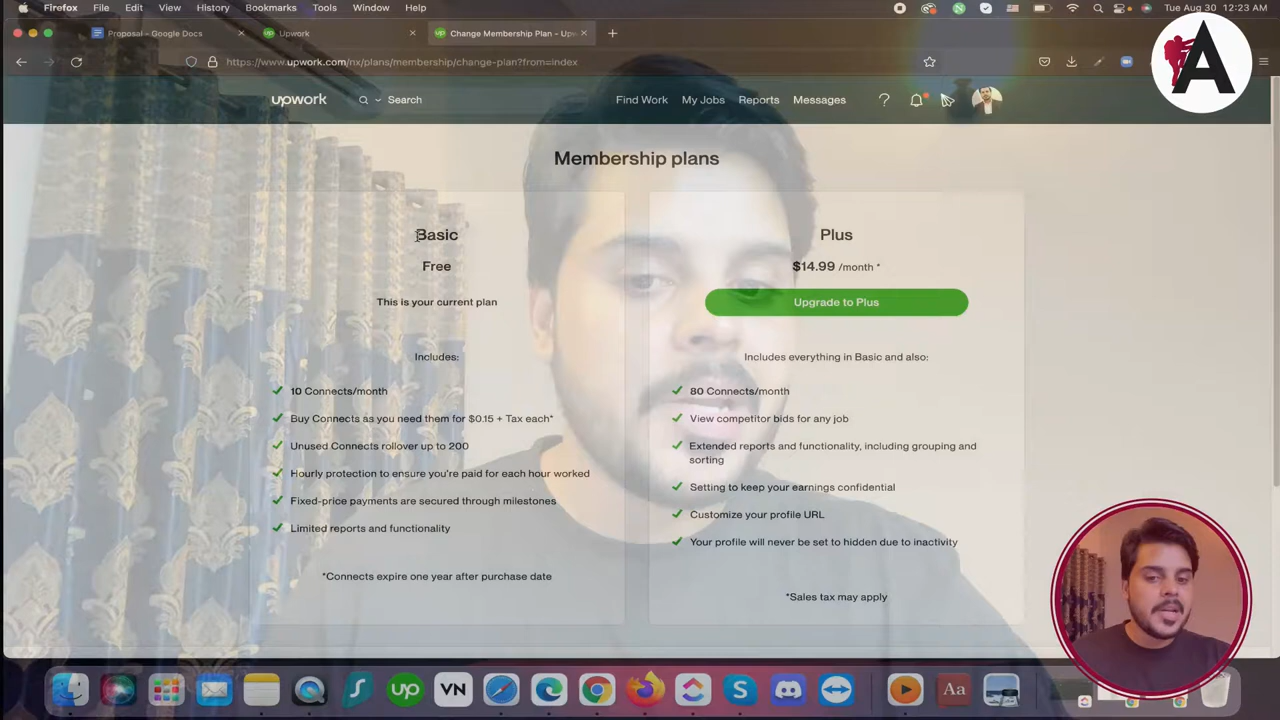 Firefox File Edit View History Bookmarks Tools Window Help Tue Aug 30 12:23 AM
Proposal – Google Docs Upwork Change Membership Plan – Upw
https://www.upwork.com/nx/plans/membership/change-plan?from=index
upwork Search Find Work My Jobs Reports Messages
A
Membership plans
Basic
Free
This is your current plan
Includes:
10 Connects/month
Buy Connects as you need them for $0.15 + Tax each*
Unused Connects rollover up to 200
Hourly protection to ensure you're paid for each hour worked
Fixed-price payments are secured through milestones
Limited reports and functionality
*Connects expire one year after purchase date
Plus
$14.99 /month *
Upgrade to Plus
Includes everything in Basic and also:
80 Connects/month
View competitor bids for any job
Extended reports and functionality, including grouping and
sorting
Setting to keep your earnings confidential
Customize your profile URL
Your profile will never be set to hidden due to inactivity
*Sales tax may apply
up VN Aa